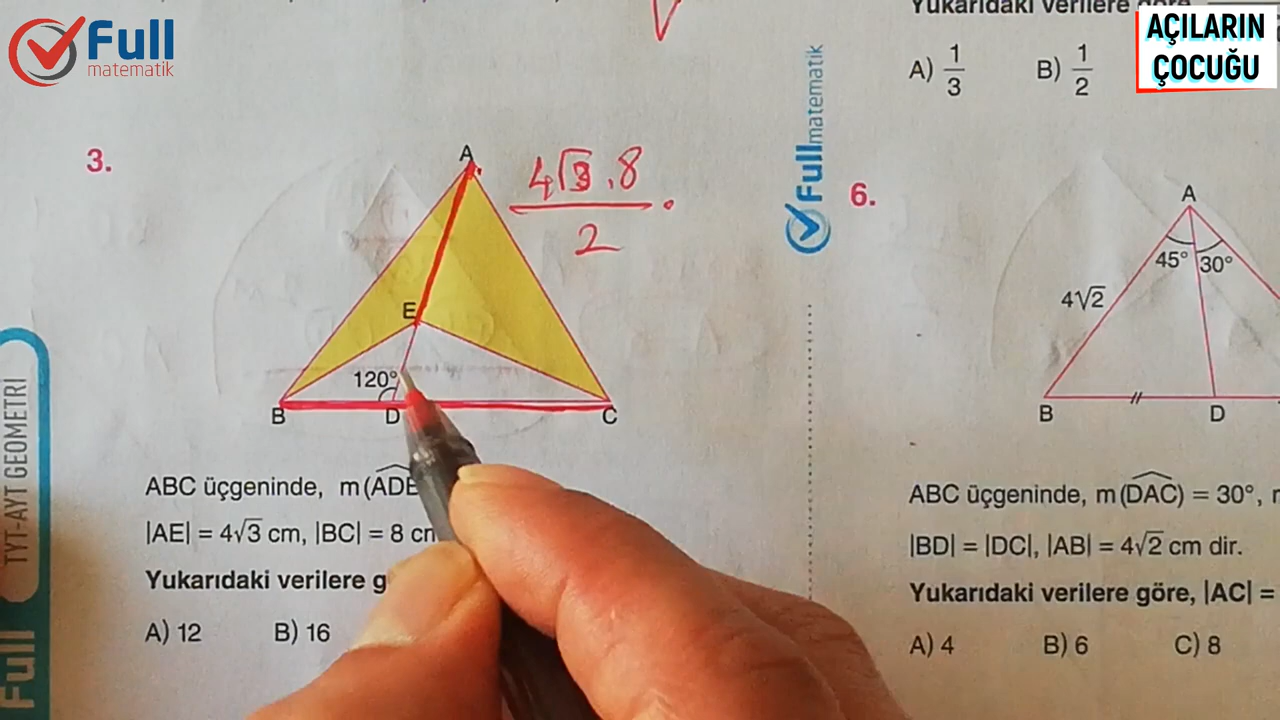 Full
matematik
AÇILARIN
ÇOCUĞU
TYT-AYT GEOMETRİ
Full
3.
A
E
120°
B
D
C
4√3 . 8
2
.
ABC üçgeninde, m(ADB
|AE| = 4√3 cm, |BC| = 8 cm
Yukarıdaki verilere g
A) 12 B) 16
Fullmatematik
Yukarıdaki verilere göre,
A) 1/3 B) 1/2
6.
A
45° 30°
4√2
B
D
ABC üçgeninde, m(DAC) = 30°,
|BD| = |DC|, |AB| = 4√2 cm dir.
Yukarıdaki verilere göre, |AC| =
A) 4 B) 6 C) 8